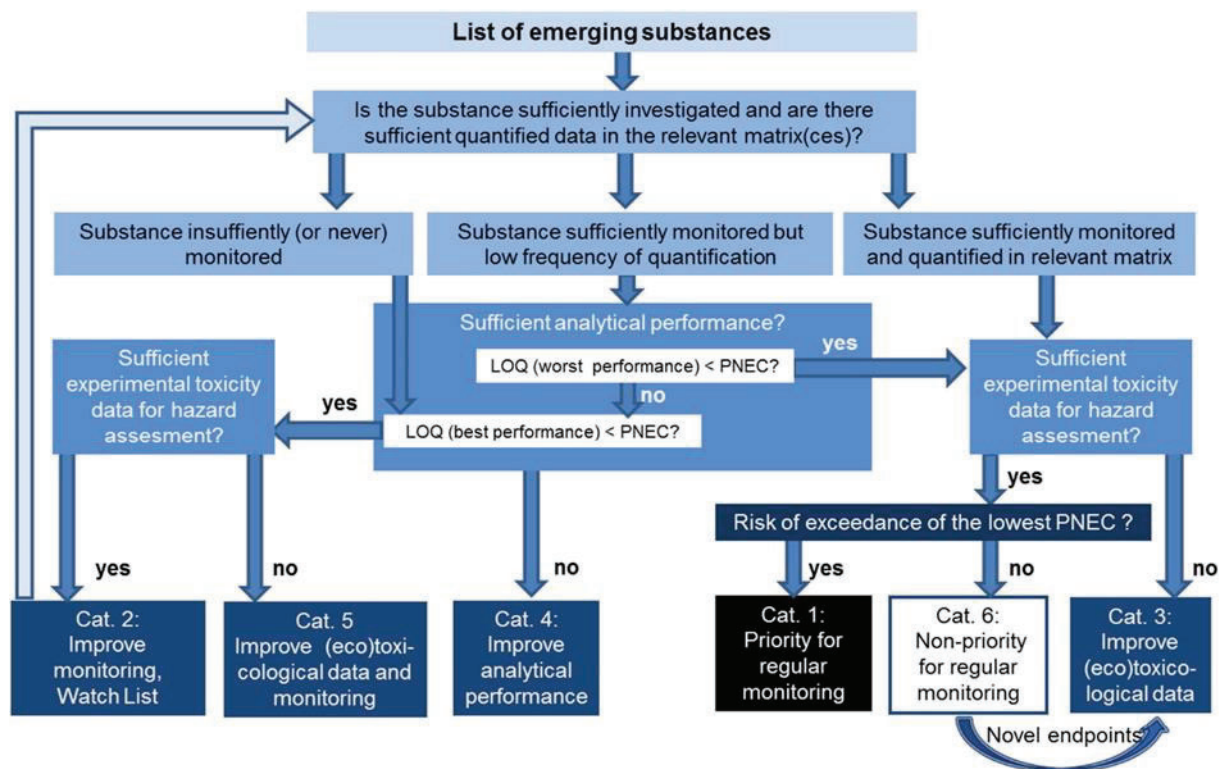 List of emerging substances
Is the substance sufficiently investigated and are there
sufficient quantified data in the relevant matrix(ces)?
Substance insuffiently (or never)
monitored
Substance sufficiently monitored but
low frequency of quantification
Substance sufficiently monitored
and quantified in relevant matrix
Sufficient analytical performance?
LOQ (worst performance) < PNEC?
yes
no
LOQ (best performance) < PNEC?
yes
Sufficient
experimental toxicity
data for hazard
assesment?
Sufficient
experimental toxicity
data for hazard
assesment?
yes
Risk of exceedance of the lowest PNEC ?
yes
no
no
yes
no
no
Cat. 2:
Improve
monitoring,
Watch List
Cat. 5
Improve (eco)toxi-
cological data and
monitoring
Cat. 4:
Improve
analytical
performance
Cat. 1:
Priority for
regular
monitoring
Cat. 6:
Non-priority
for regular
monitoring
Cat. 3:
Improve
(eco)toxico-
logical data
Novel endpoints